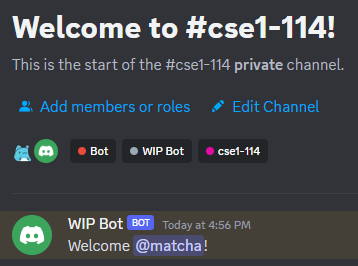 Welcome to #cse1-114!
This is the start of the #cse1-114 private channel.
Add members or roles Edit Channel
Bot WIP Bot cse1-114
WIP Bot BOT Today at 4:56 PM
Welcome @matcha!